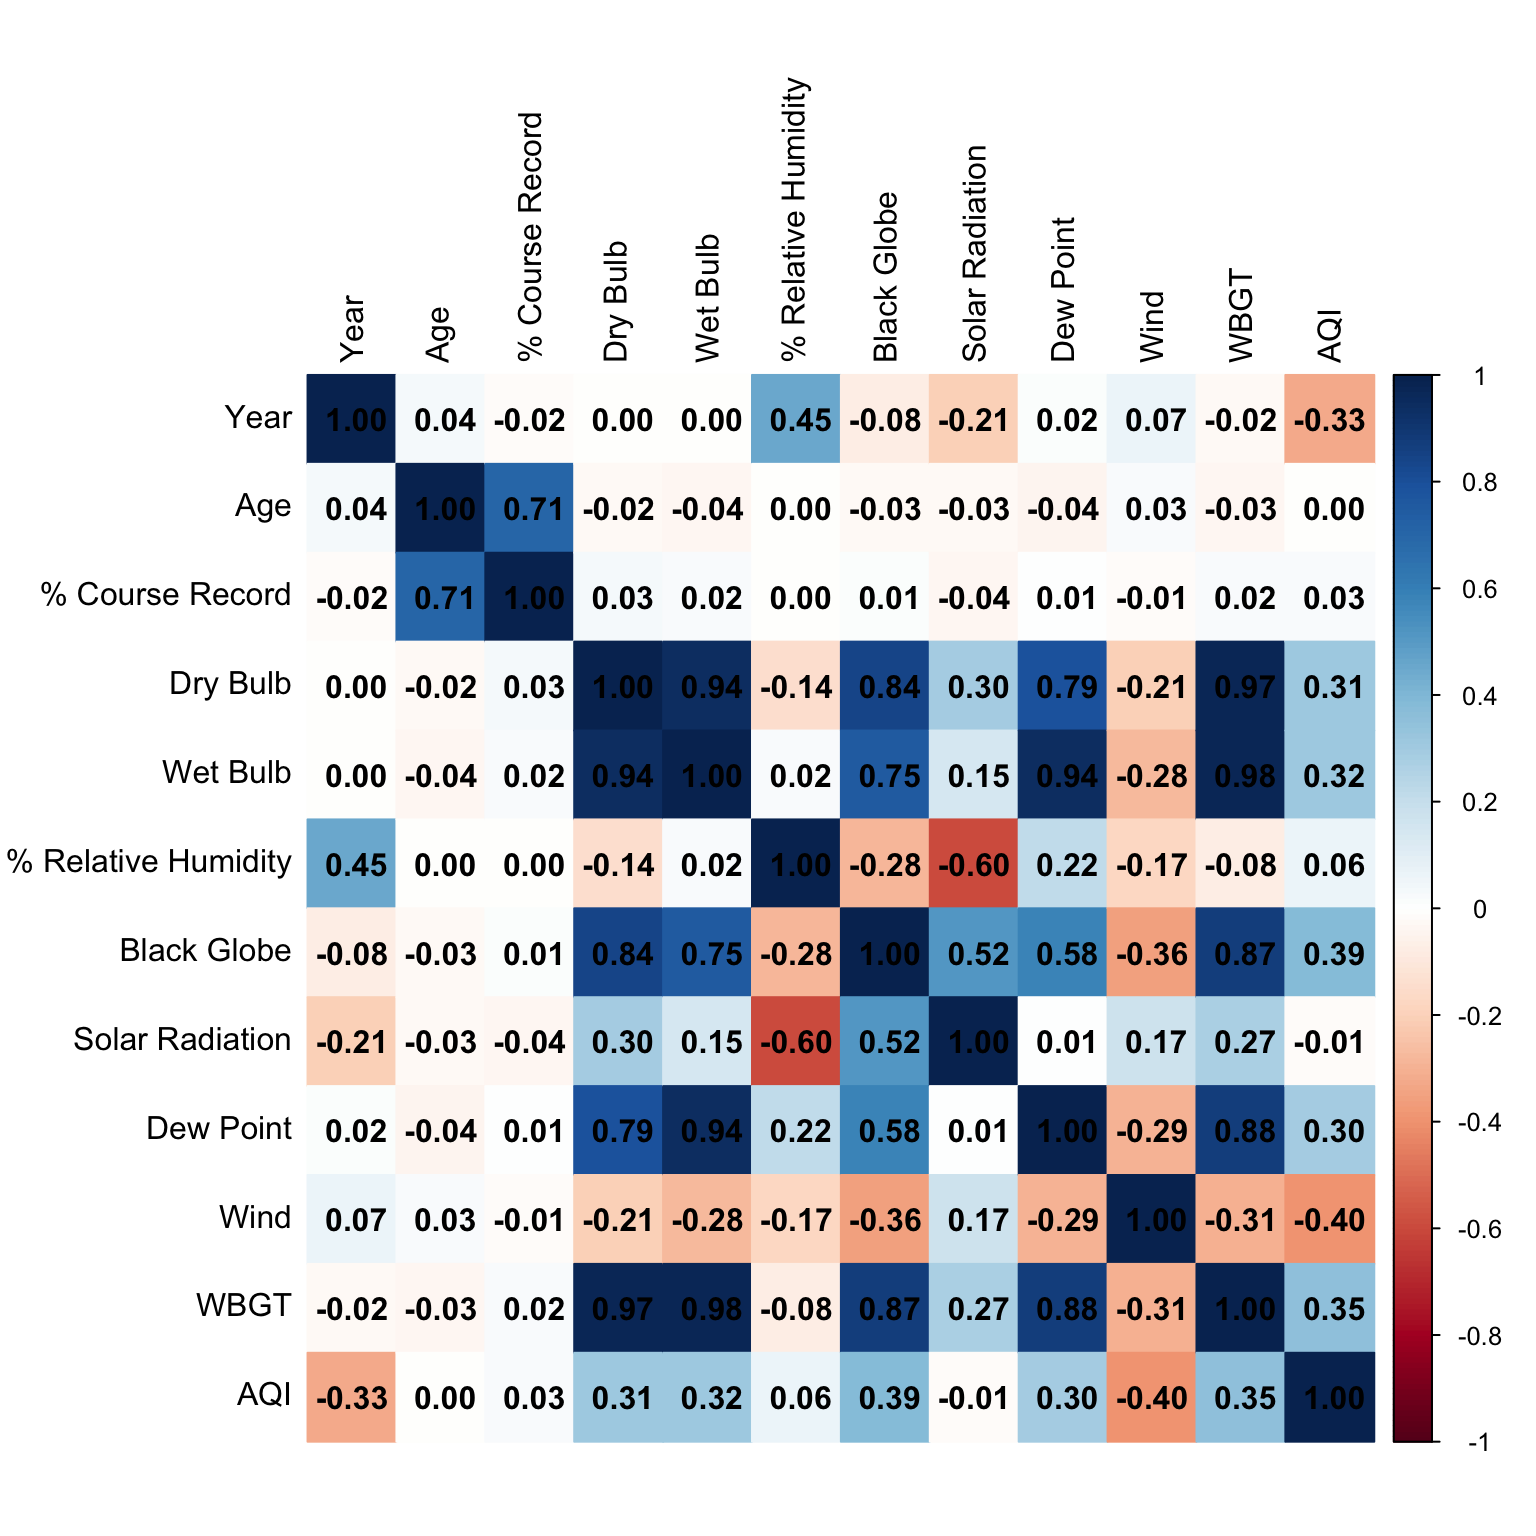 Year Age % Course Record Dry Bulb Wet Bulb % Relative Humidity Black Globe Solar Radiation Dew Point Wind WBGT AQI
Year 1.00 0.04 -0.02 0.00 0.00 0.45 -0.08 -0.21 0.02 0.07 -0.02 -0.33
Age 0.04 1.00 0.71 -0.02 -0.04 0.00 -0.03 -0.03 -0.04 0.03 -0.03 0.00
% Course Record -0.02 0.71 1.00 0.03 0.02 0.00 0.01 -0.04 0.01 -0.01 0.02 0.03
Dry Bulb 0.00 -0.02 0.03 1.00 0.94 -0.14 0.84 0.30 0.79 -0.21 0.97 0.31
Wet Bulb 0.00 -0.04 0.02 0.94 1.00 0.02 0.75 0.15 0.94 -0.28 0.98 0.32
% Relative Humidity 0.45 0.00 0.00 -0.14 0.02 1.00 -0.28 -0.60 0.22 -0.17 -0.08 0.06
Black Globe -0.08 -0.03 0.01 0.84 0.75 -0.28 1.00 0.52 0.58 -0.36 0.87 0.39
Solar Radiation -0.21 -0.03 -0.04 0.30 0.15 -0.60 0.52 1.00 0.01 0.17 0.27 -0.01
Dew Point 0.02 -0.04 0.01 0.79 0.94 0.22 0.58 0.01 1.00 -0.29 0.88 0.30
Wind 0.07 0.03 -0.01 -0.21 -0.28 -0.17 -0.36 0.17 -0.29 1.00 -0.31 -0.40
WBGT -0.02 -0.03 0.02 0.97 0.98 -0.08 0.87 0.27 0.88 -0.31 1.00 0.35
AQI -0.33 0.00 0.03 0.31 0.32 0.06 0.39 -0.01 0.30 -0.40 0.35 1.00
1
0.8
0.6
0.4
0.2
0
-0.2
-0.4
-0.6
-0.8
-1